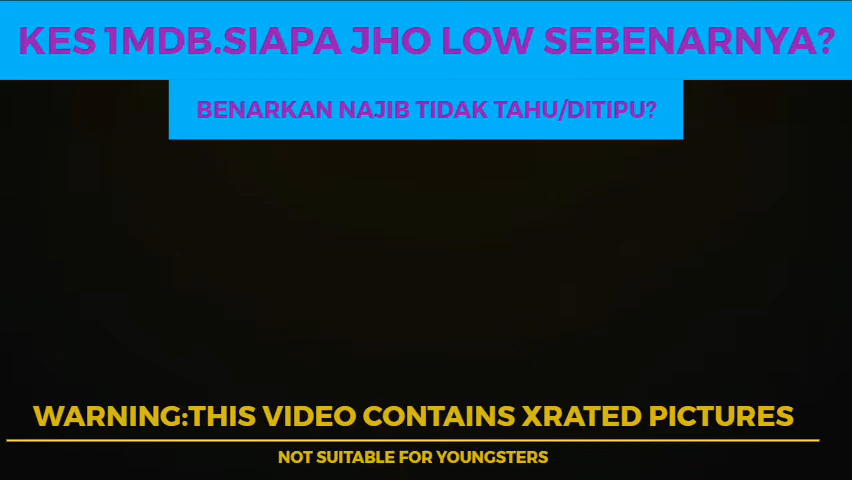 KES 1MDB.SIAPA JHO LOW SEBENARNYA?
BENARKAN NAJIB TIDAK TAHU/DITIPU?
WARNING:THIS VIDEO CONTAINS XRATED PICTURES
NOT SUITABLE FOR YOUNGSTERS